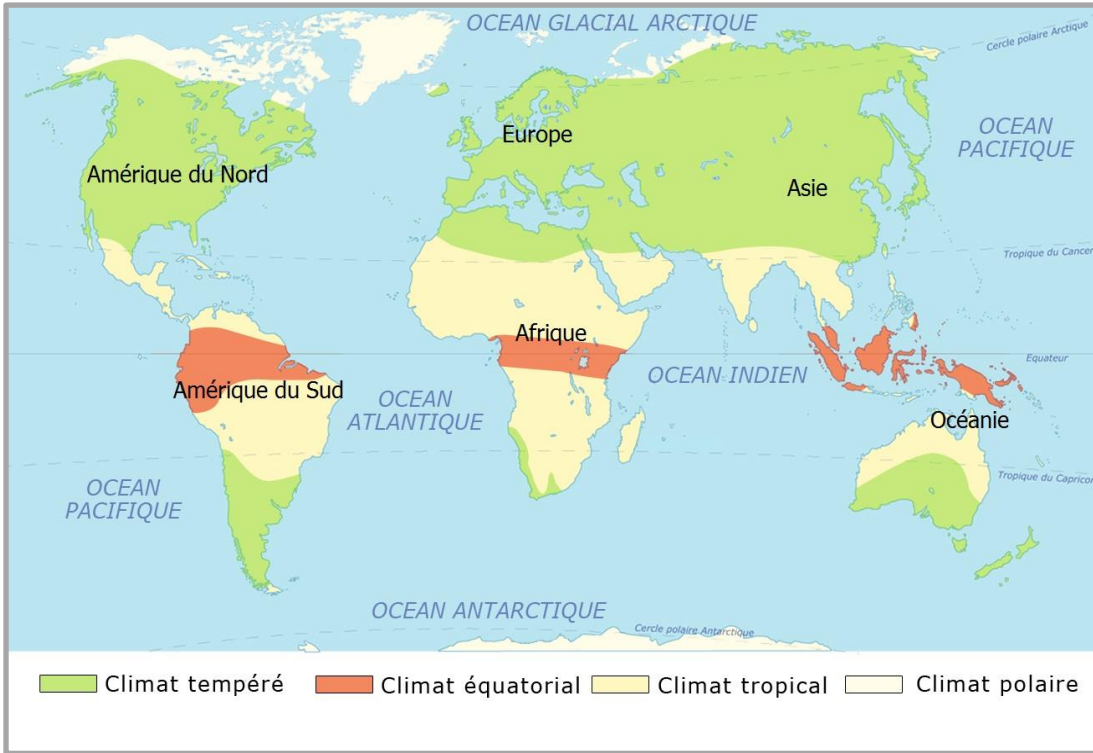 OCEAN GLACIAL ARCTIQUE
Cercle polaire Arctique
Europe
OCEAN
PACIFIQUE
Amérique du Nord
Asie
Tropique du Cancer
Afrique
Equateur
OCEAN INDIEN
Amérique du Sud
OCEAN
ATLANTIQUE
Océanie
Tropique du Capricorn
OCEAN
PACIFIQUE
OCEAN ANTARCTIQUE
Cercle polaire Antarctique
Climat tempéré
Climat équatorial
Climat tropical
Climat polaire